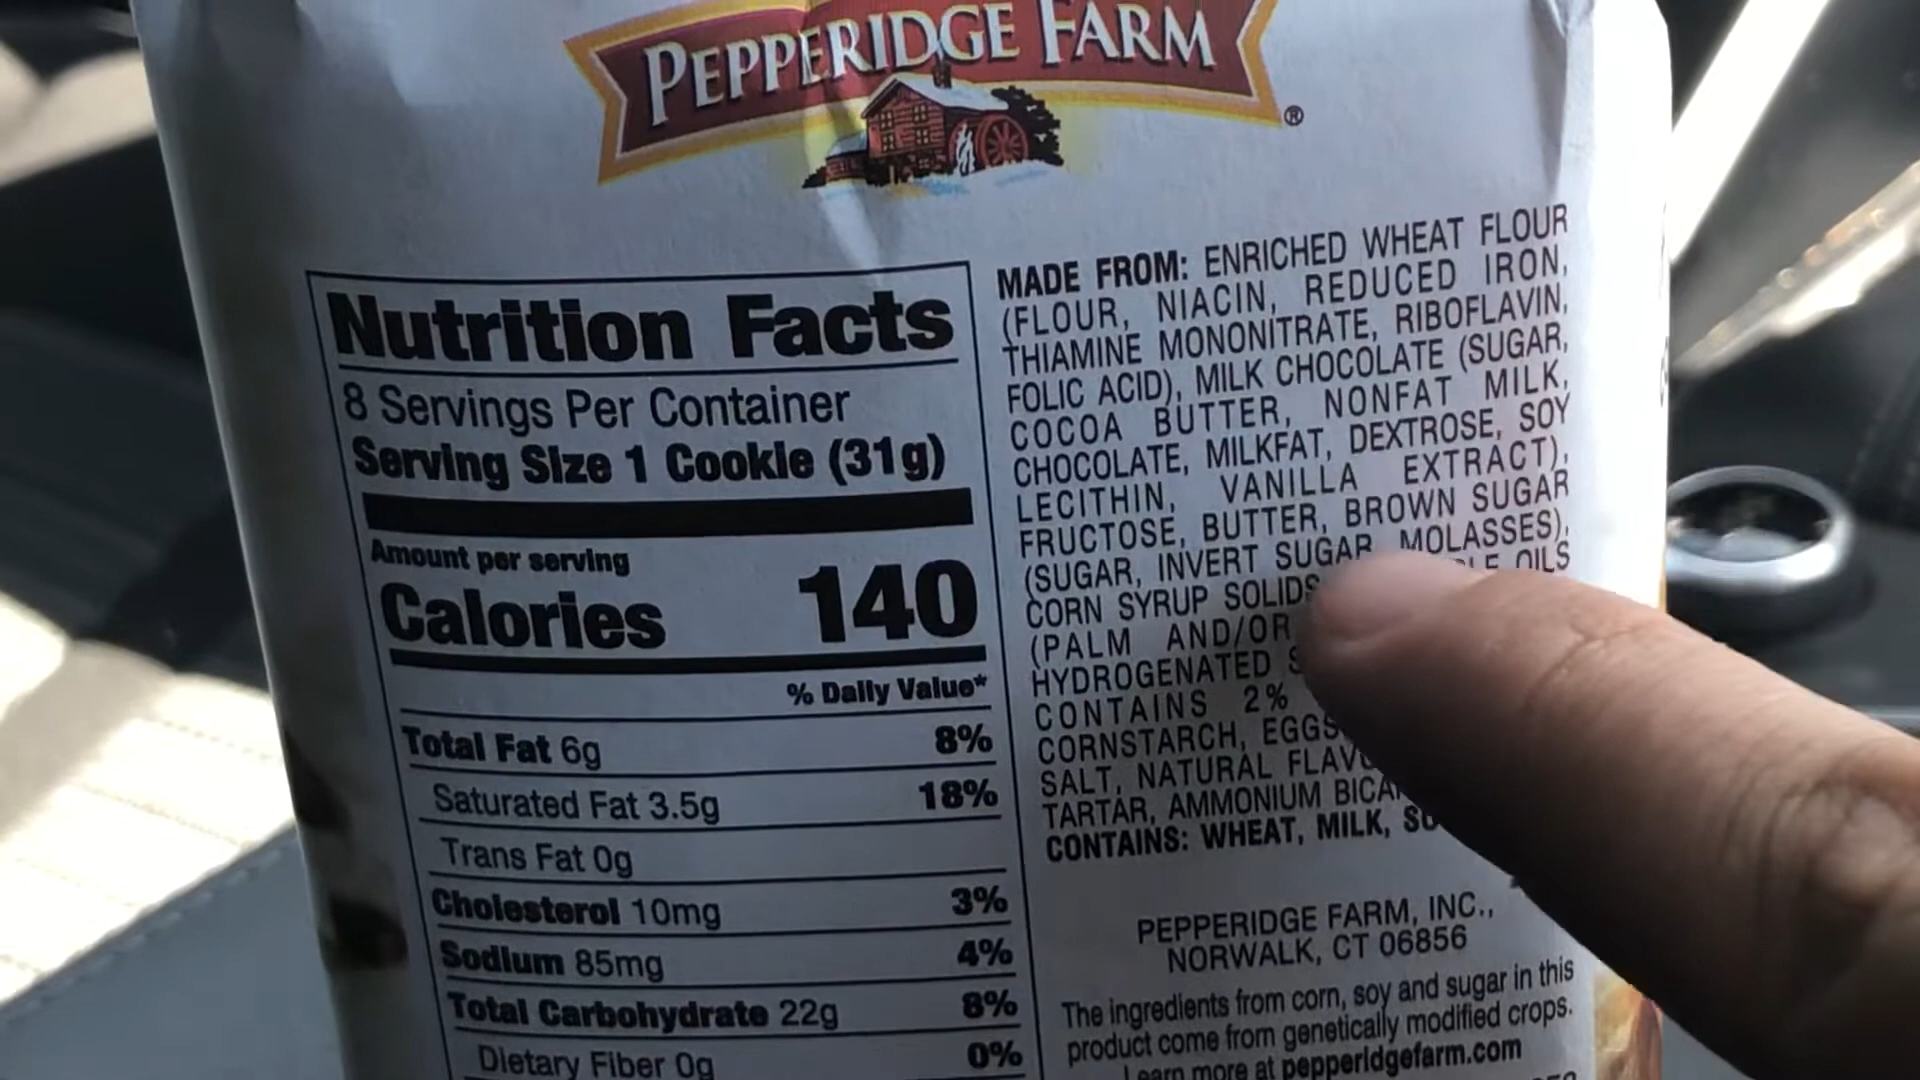 PEPPERIDGE FARM
®
Nutrition Facts
8 Servings Per Container
Serving Size 1 Cookie (31g)
Amount per serving
Calories 140
% Daily Value*
Total Fat 6g 8%
Saturated Fat 3.5g 18%
Trans Fat 0g
Cholesterol 10mg 3%
Sodium 85mg 4%
Total Carbohydrate 22g 8%
Dietary Fiber 0g 0%
MADE FROM: ENRICHED WHEAT FLOUR
(FLOUR, NIACIN, REDUCED IRON,
THIAMINE MONONITRATE, RIBOFLAVIN,
FOLIC ACID), MILK CHOCOLATE (SUGAR,
COCOA BUTTER, NONFAT MILK,
CHOCOLATE, MILKFAT, DEXTROSE, SOY
LECITHIN, VANILLA EXTRACT),
FRUCTOSE, BUTTER, BROWN SUGAR
(SUGAR, INVERT SUGAR, MOLASSES),
CORN SYRUP SOLIDS OILS
(PALM AND/OR
HYDROGENATED
CONTAINS 2%
CORNSTARCH, EGGS
SALT, NATURAL
TARTAR, AMMONIUM
CONTAINS: WHEAT, MILK,
PEPPERIDGE FARM, INC.,
NORWALK, CT 06856
The ingredients from corn, soy and sugar in this
product come from genetically modified crops.
Learn more at pepperidgefarm.com